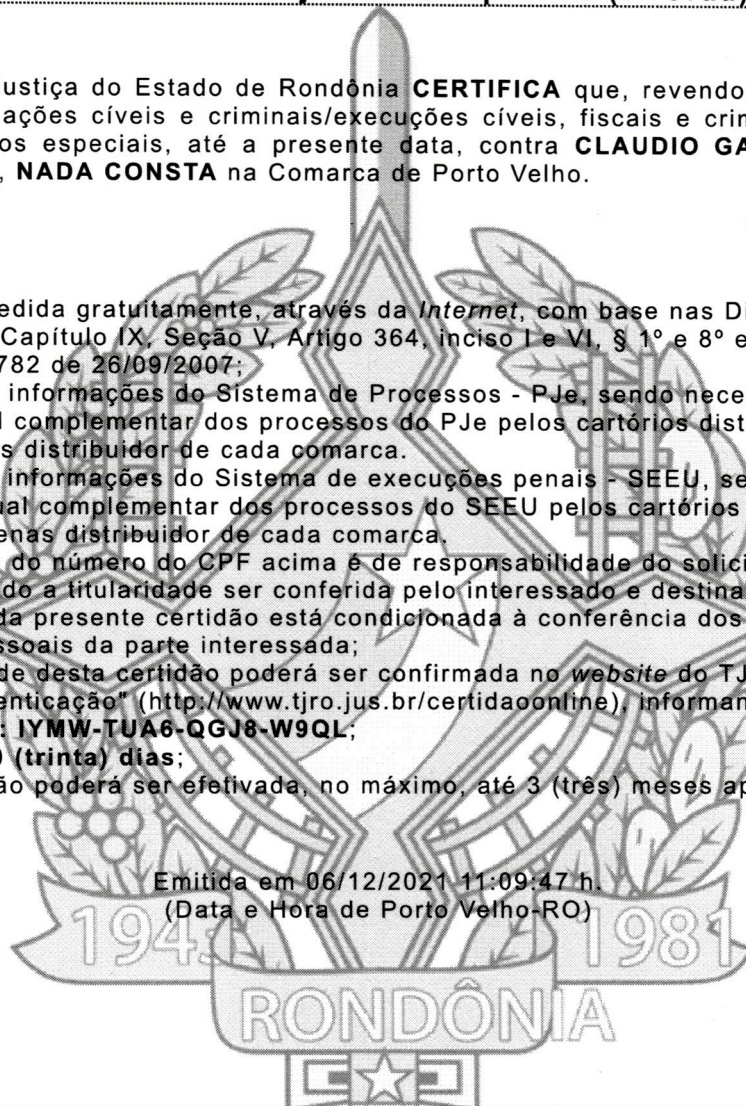 ustiça do Estado de Rondônia CERTIFICA que, revendo
ações cíveis e criminais/execuções cíveis, fiscais e crim
os especiais, até a presente data, contra CLAUDIO GA
, NADA CONSTA na Comarca de Porto Velho.
edida gratuitamente, através da Internet, com base nas Di
Capítulo IX, Seção V, Artigo 364, inciso I e VI, § 1º e 8º e
782 de 26/09/2007;
informações do Sistema de Processos - PJe, sendo nece
l complementar dos processos do PJe pelos cartórios dist
s distribuidor de cada comarca.
informações do Sistema de execuções penais - SEEU, se
ual complementar dos processos do SEEU pelos cartórios
enas distribuidor de cada comarca.
do número do CPF acima é de responsabilidade do solici
do a titularidade ser conferida pelo interessado e destina
da presente certidão está condicionada à conferência dos
ssoais da parte interessada;
de desta certidão poderá ser confirmada no website do TJ
enticação" (http://www.tjro.jus.br/certidaoonline), informan
: IYMW-TUA6-QGJ8-W9QL;
0 (trinta) dias;
ão poderá ser efetivada, no máximo, até 3 (três) meses ap
Emitida em 06/12/2021 11:09:47 h.
(Data e Hora de Porto Velho-RO)
1943 1981
RONDÔNIA